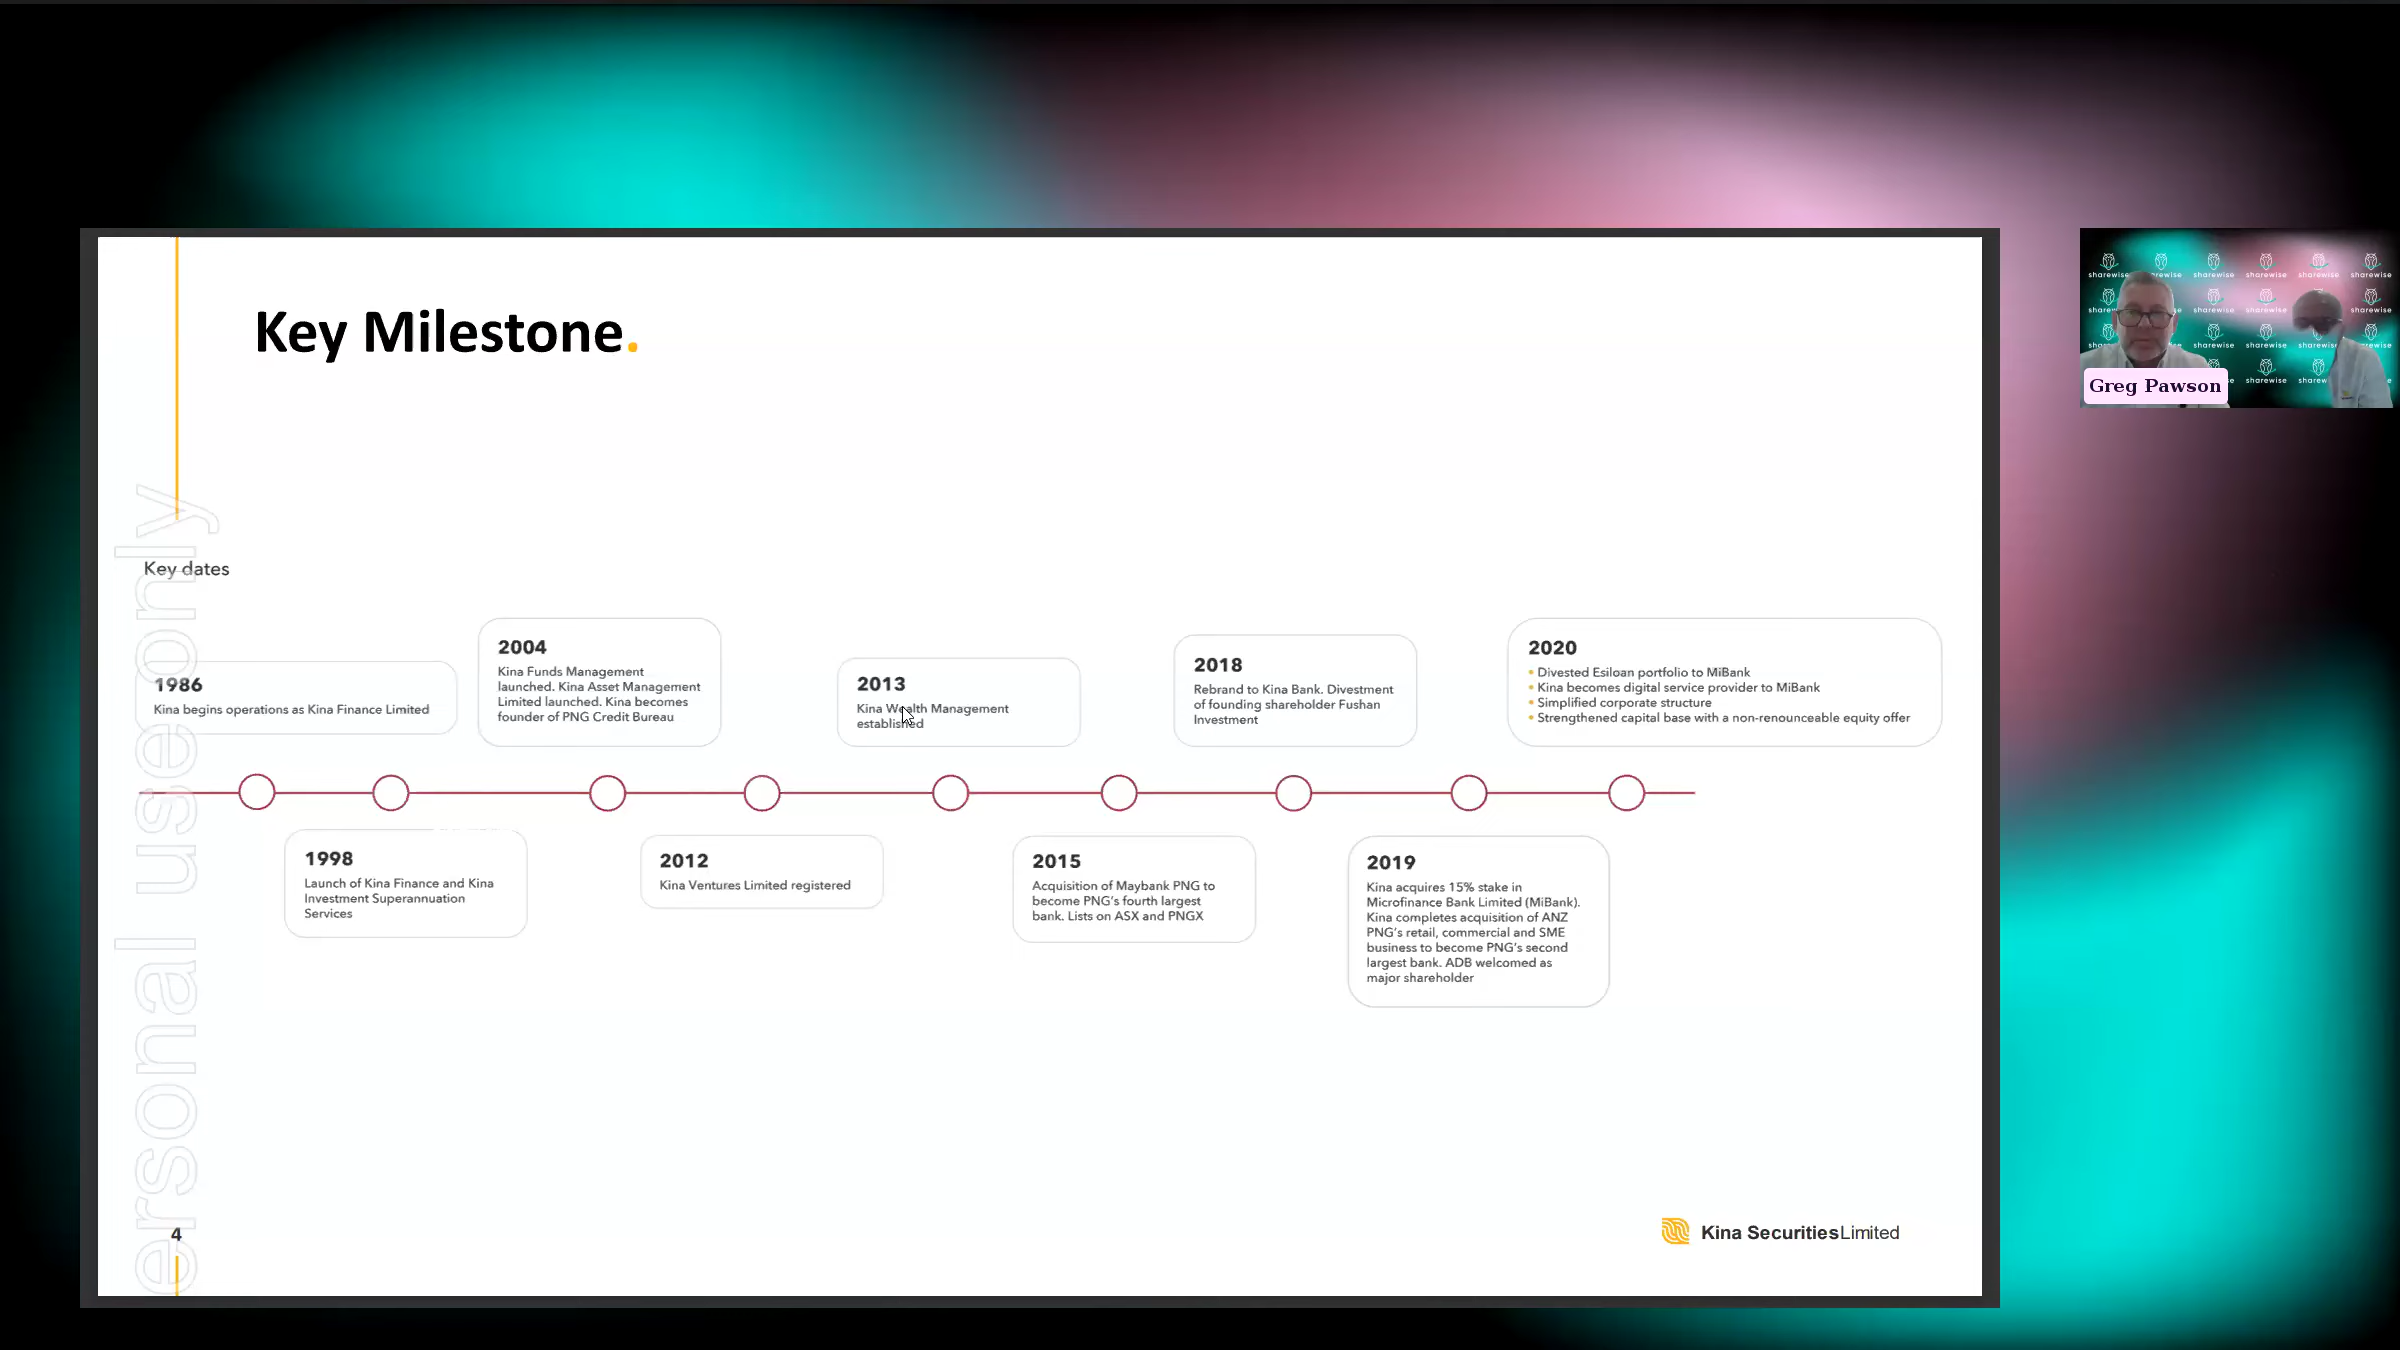 Key Milestone.
Key dates
1986
Kina begins operations as Kina Finance Limited
2004
Kina Funds Management
launched. Kina Asset Management
Limited launched. Kina becomes
founder of PNG Credit Bureau
2013
Kina Wealth Management
established
2018
Rebrand to Kina Bank. Divestment
of founding shareholder Fushan
Investment
2020
• Divested Esiloan portfolio to MiBank
• Kina becomes digital service provider to MiBank
• Simplified corporate structure
• Strengthened capital base with a non-renounceable equity offer
1998
Launch of Kina Finance and Kina
Investment Superannuation
Services
2012
Kina Ventures Limited registered
2015
Acquisition of Maybank PNG to
become PNG's fourth largest
bank. Lists on ASX and PNGX
2019
Kina acquires 15% stake in
Microfinance Bank Limited (MiBank).
Kina completes acquisition of ANZ
PNG's retail, commercial and SME
business to become PNG's second
largest bank. ADB welcomed as
major shareholder
ersonal use only
4
Kina Securities Limited
sharewise
Greg Pawson